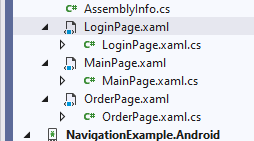 AssemblyInfo.cs
LoginPage.xaml
C# LoginPage.xaml.cs
MainPage.xaml
C# MainPage.xaml.cs
OrderPage.xaml
C# OrderPage.xaml.cs
NavigationExample.Android